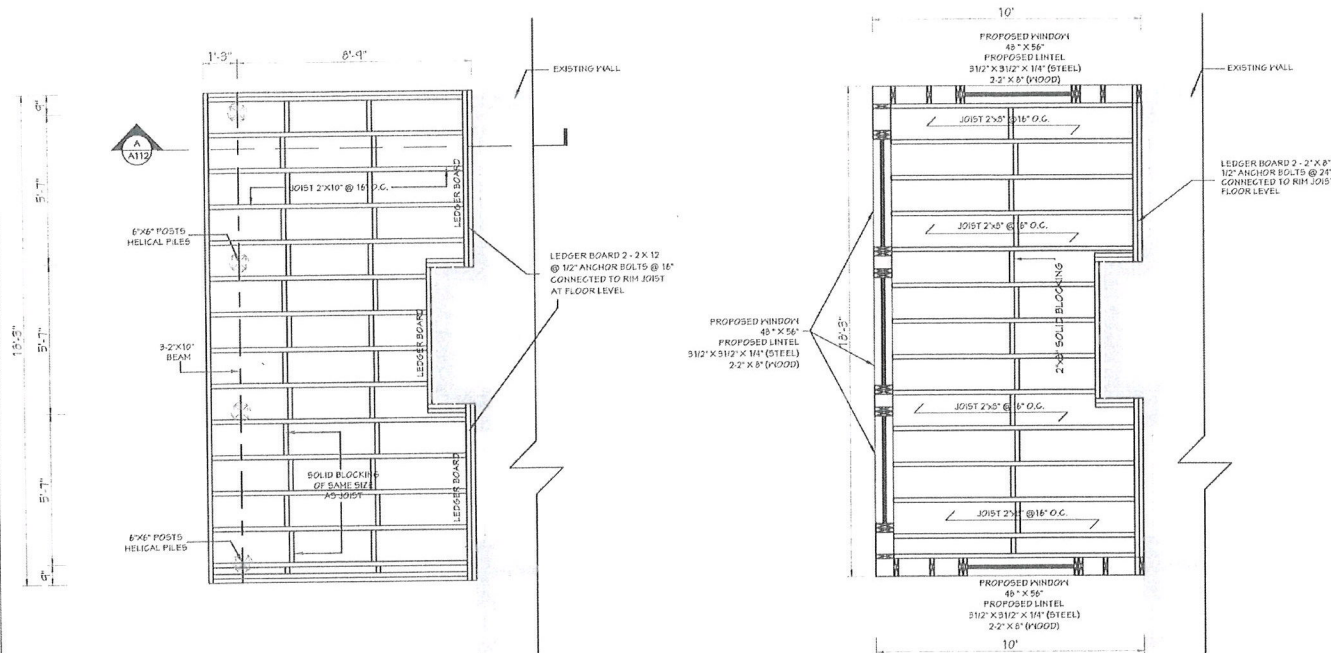 1'-3"
8'-9"
EXISTING WALL
9"
A
A112
5'-7"
JOIST 2"X10" @ 16" O.C.
LEDGER BOARD
6"X6" POSTS
HELICAL PILES
LEDGER BOARD 2 - 2 X 12
@ 1/2" ANCHOR BOLTS @ 16"
CONNECTED TO RIM JOIST
AT FLOOR LEVEL
18'-3"
5'-7"
LEDGER BOARD
3-2"X10"
BEAM
SOLID BLOCKING
OF SAME SIZE
AS JOIST
LEDGER BOARD
5'-7"
6"X6" POSTS
HELICAL PILES
9"
10'
PROPOSED WINDOW
48" X 56"
PROPOSED LINTEL
31/2" X 31/2" X 1/4" (STEEL)
2-2" X 8" (WOOD)
EXISTING WALL
JOIST 2"x8" @ 16" O.C.
LEDGER BOARD 2 - 2" X 8"
1/2" ANCHOR BOLTS @ 24"
CONNECTED TO RIM JOIST
FLOOR LEVEL
JOIST 2"x8" @ 16" O.C.
2"x8" SOLID BLOCKING
PROPOSED WINDOW
48" X 56"
PROPOSED LINTEL
31/2" X 31/2" X 1/4" (STEEL)
2-2" X 8" (WOOD)
18'-3"
JOIST 2"x8" @ 16" O.C.
JOIST 2"x8" @ 16" O.C.
PROPOSED WINDOW
48" X 56"
PROPOSED LINTEL
31/2" X 31/2" X 1/4" (STEEL)
2-2" X 8" (WOOD)
10'